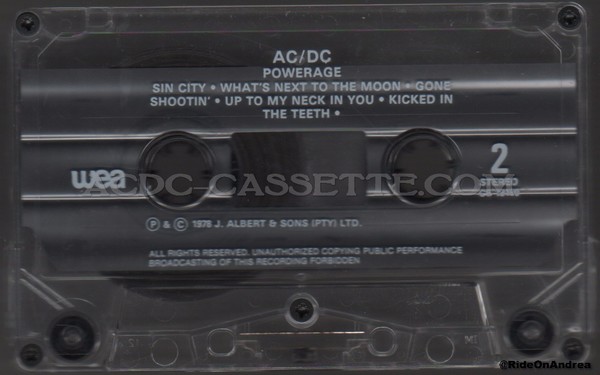 AC/DC
POWERAGE
SIN CITY • WHAT'S NEXT TO THE MOON • GONE
SHOOTIN' • UP TO MY NECK IN YOU • KICKED IN
THE TEETH •
wea
2
STEREO
ACDC-CASSETTE.CO
Ⓟ & © 1978 J. ALBERT & SONS (PTY) LTD.
ALL RIGHTS RESERVED. UNAUTHORIZED COPYING PUBLIC PERFORMANCE
BROADCASTING OF THIS RECORDING FORBIDDEN
@RideOnAndrea